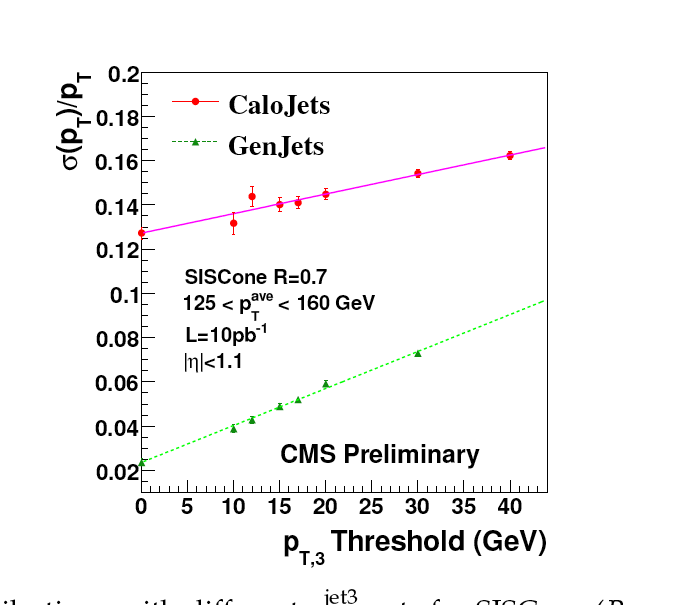 σ(p_T)/p_T
0.2
0.18
0.16
0.14
0.12
0.1
0.08
0.06
0.04
0.02
CaloJets
GenJets
SISCone R=0.7
125 < p_T^ave < 160 GeV
L=10pb^-1
|η|<1.1
CMS Preliminary
0 5 10 15 20 25 30 35 40
p_T,3 Threshold (GeV)
jet3